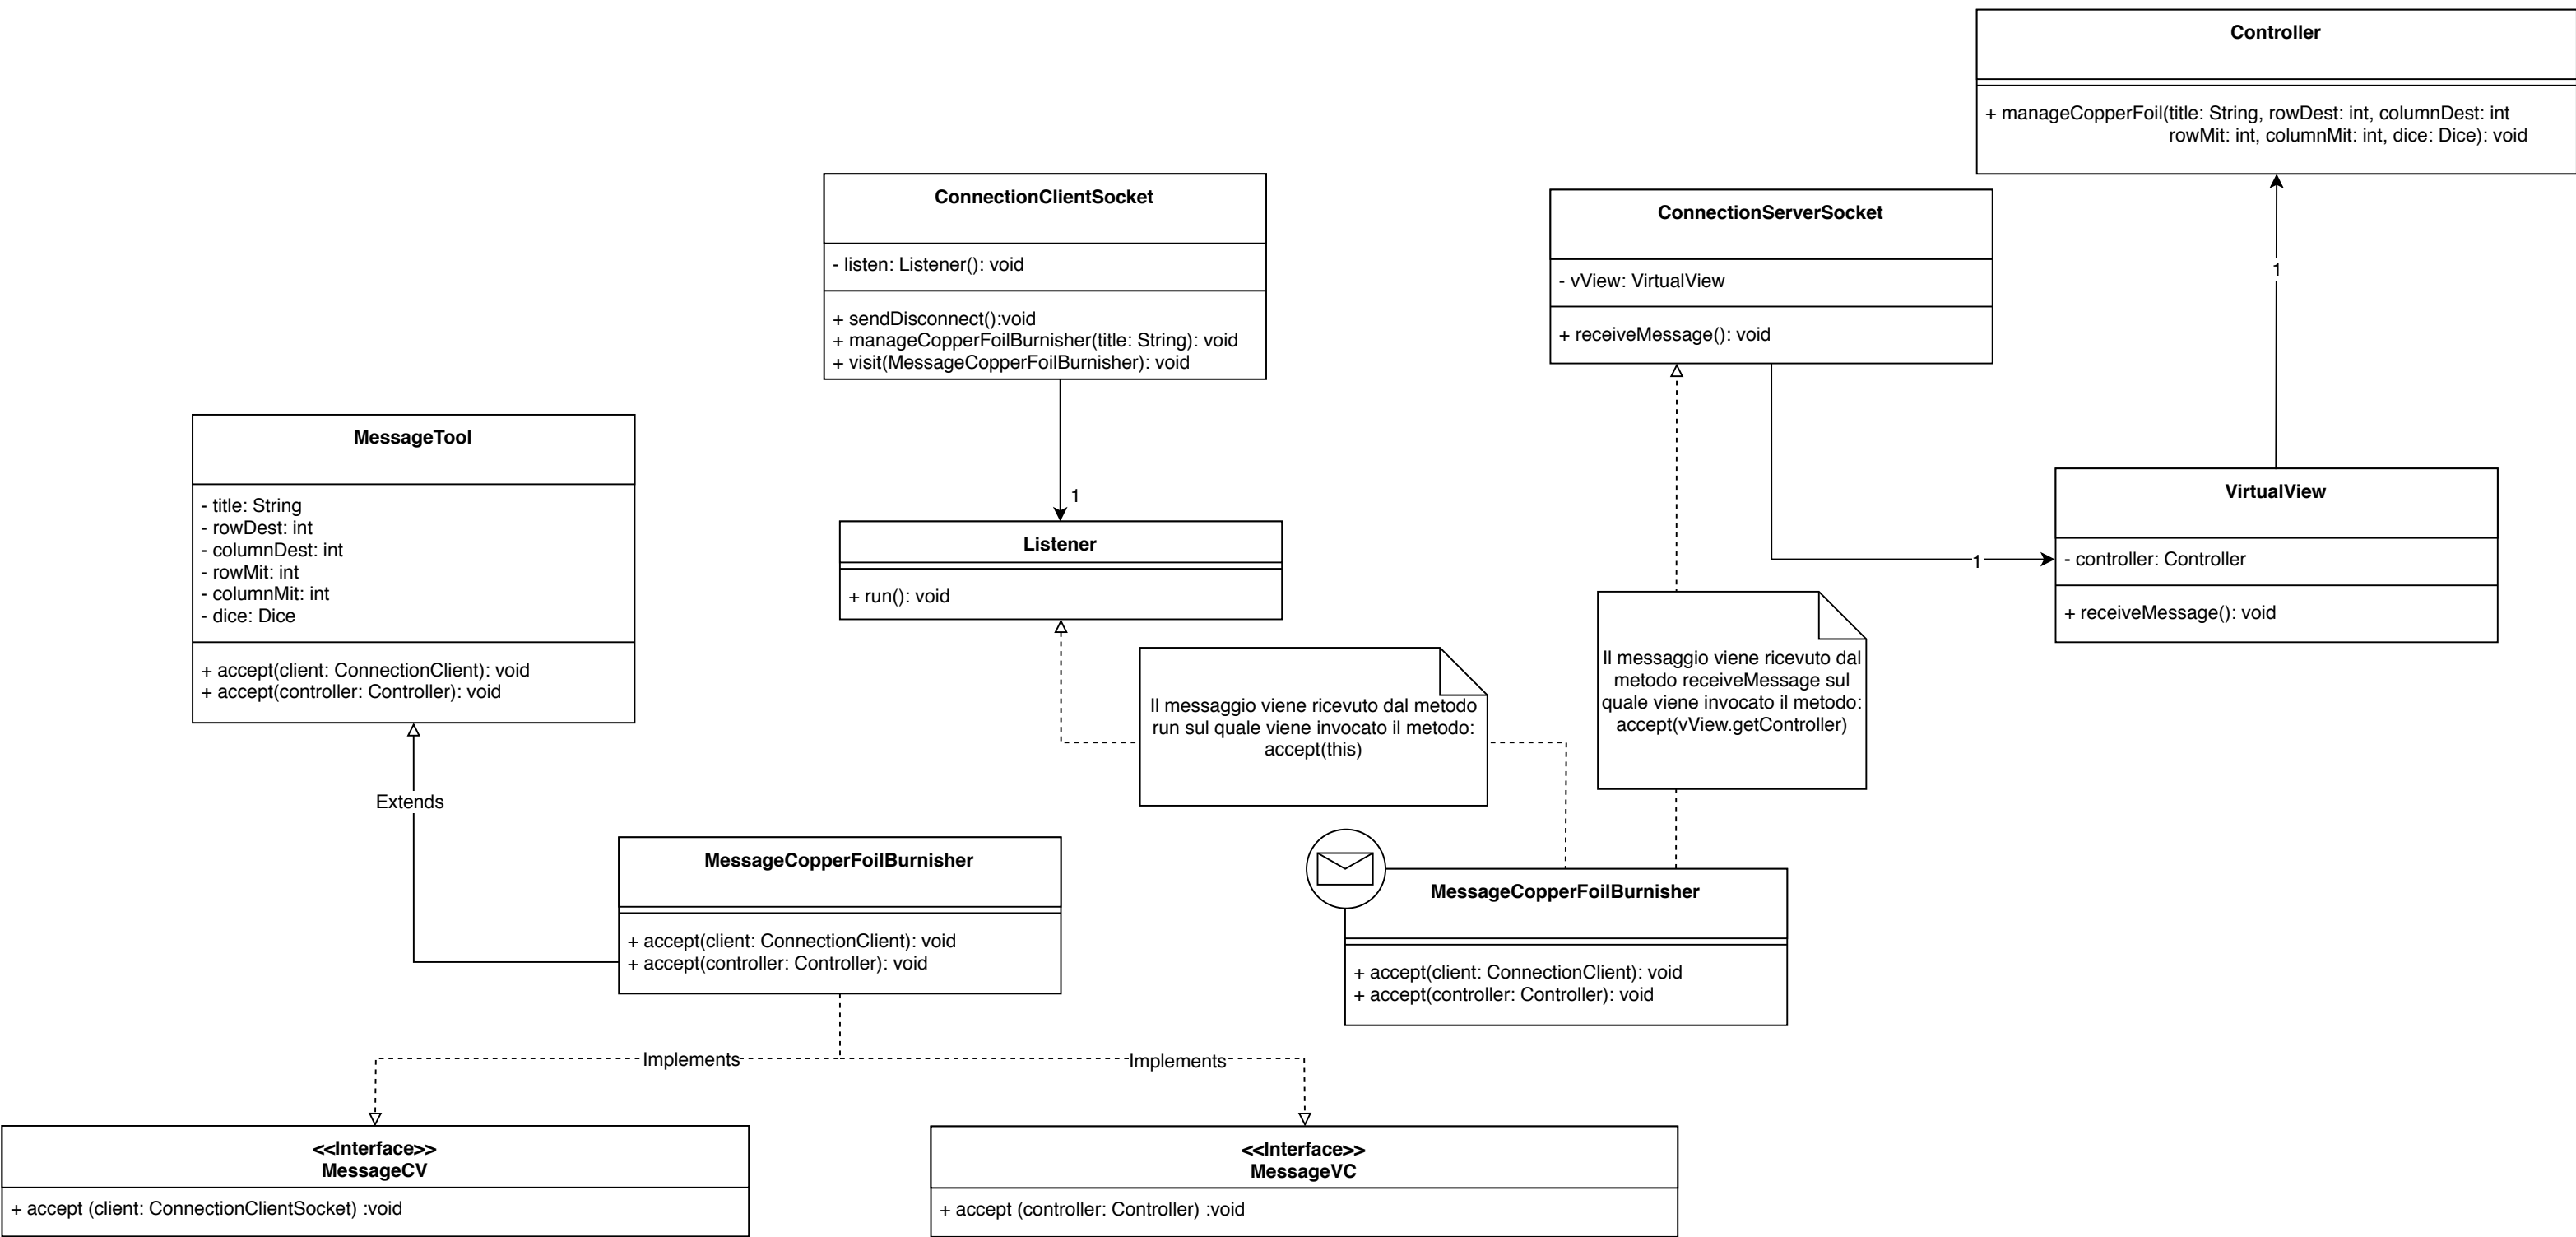 Controller
+ manageCopperFoil(title: String, rowDest: int, columnDest: int
rowMit: int, columnMit: int, dice: Dice): void
ConnectionClientSocket
- listen: Listener(): void
+ sendDisconnect():void
+ manageCopperFoilBurnisher(title: String): void
+ visit(MessageCopperFoilBurnisher): void
ConnectionServerSocket
- vView: VirtualView
+ receiveMessage(): void
1
MessageTool
- title: String
- rowDest: int
- columnDest: int
- rowMit: int
- columnMit: int
- dice: Dice
+ accept(client: ConnectionClient): void
+ accept(controller: Controller): void
1
Listener
+ run(): void
1
VirtualView
- controller: Controller
+ receiveMessage(): void
Il messaggio viene ricevuto dal metodo
run sul quale viene invocato il metodo:
accept(this)
Il messaggio viene ricevuto dal
metodo receiveMessage sul
quale viene invocato il metodo:
accept(vView.getController)
Extends
MessageCopperFoilBurnisher
+ accept(client: ConnectionClient): void
+ accept(controller: Controller): void
MessageCopperFoilBurnisher
+ accept(client: ConnectionClient): void
+ accept(controller: Controller): void
Implements
Implements
<<Interface>>
MessageCV
+ accept (client: ConnectionClientSocket) :void
<<Interface>>
MessageVC
+ accept (controller: Controller) :void